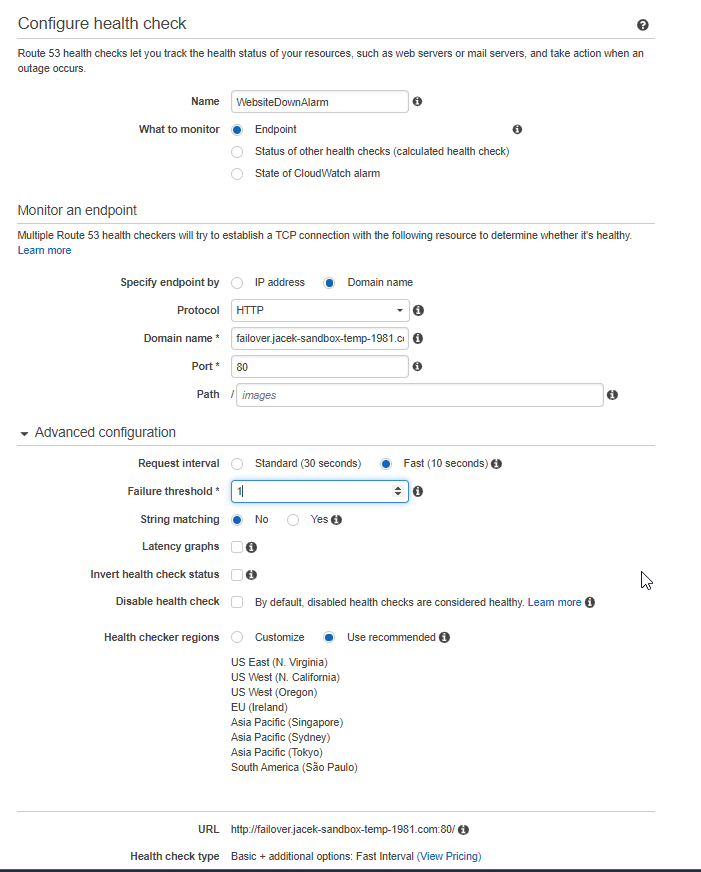 Configure health check
Route 53 health checks let you track the health status of your resources, such as web servers or mail servers, and take action when an
outage occurs.
Name WebsiteDownAlarm
What to monitor Endpoint
Status of other health checks (calculated health check)
State of CloudWatch alarm
Monitor an endpoint
Multiple Route 53 health checkers will try to establish a TCP connection with the following resource to determine whether it's healthy.
Learn more
Specify endpoint by IP address Domain name
Protocol HTTP
Domain name * failover.jacek-sandbox-temp-1981.c
Port * 80
Path / images
Advanced configuration
Request interval Standard (30 seconds) Fast (10 seconds)
Failure threshold * 1
String matching No Yes
Latency graphs
Invert health check status
Disable health check By default, disabled health checks are considered healthy. Learn more
Health checker regions Customize Use recommended
US East (N. Virginia)
US West (N. California)
US West (Oregon)
EU (Ireland)
Asia Pacific (Singapore)
Asia Pacific (Sydney)
Asia Pacific (Tokyo)
South America (São Paulo)
URL http://failover.jacek-sandbox-temp-1981.com:80/
Health check type Basic + additional options: Fast Interval (View Pricing)